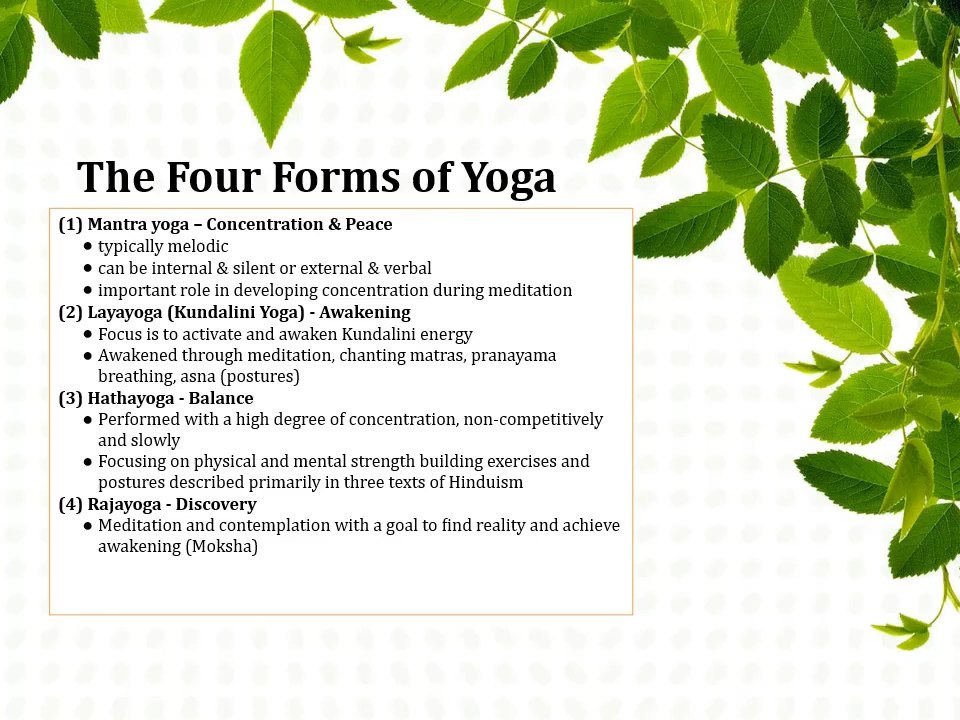 The Four Forms of Yoga
(1) Mantra yoga – Concentration & Peace
● typically melodic
● can be internal & silent or external & verbal
● important role in developing concentration during meditation
(2) Layayoga (Kundalini Yoga) - Awakening
● Focus is to activate and awaken Kundalini energy
● Awakened through meditation, chanting matras, pranayama
breathing, asna (postures)
(3) Hathayoga - Balance
● Performed with a high degree of concentration, non-competitively
and slowly
● Focusing on physical and mental strength building exercises and
postures described primarily in three texts of Hinduism
(4) Rajayoga - Discovery
● Meditation and contemplation with a goal to find reality and achieve
awakening (Moksha)